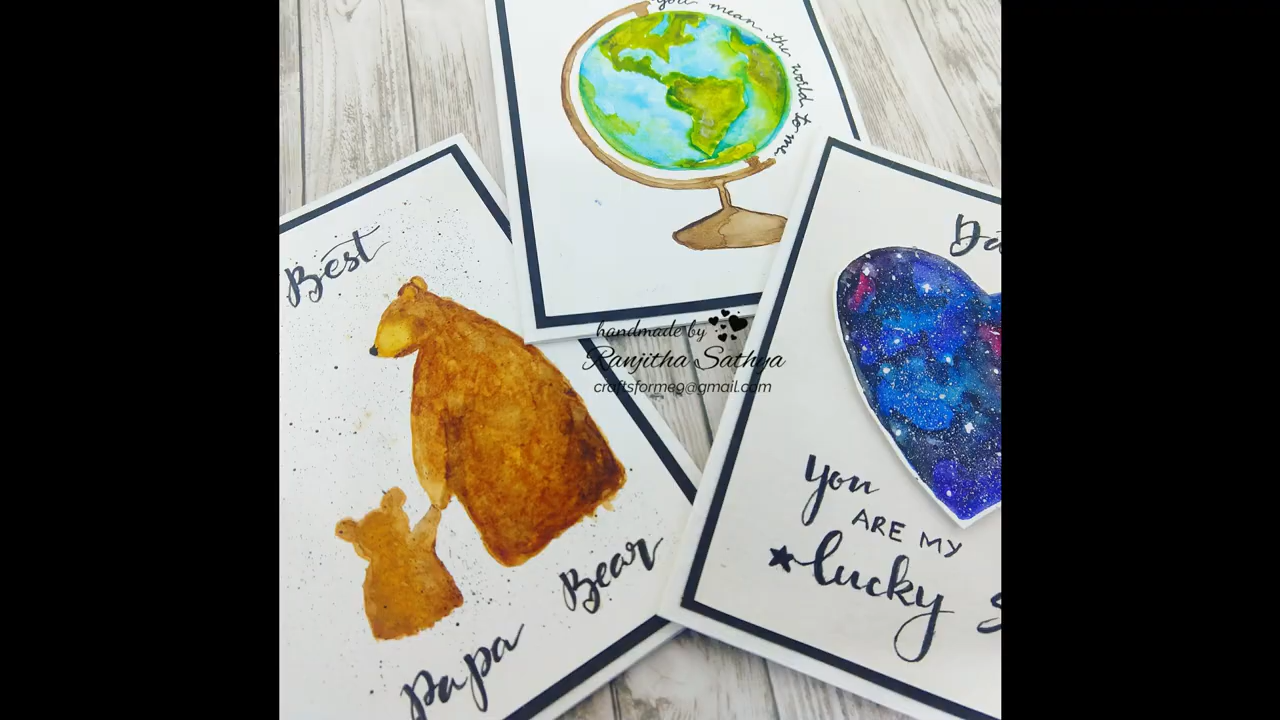 you mean the world to me
Best
Papa Bear
handmade by
Ranjitha Sathya
craftsforme9@gmail.com
You
ARE MY
lucky